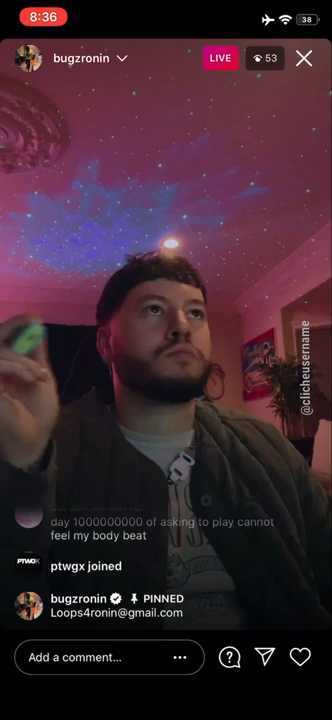 8:36
38
bugzronin
LIVE
53
@clicheusername
day 1000000000 of asking to play cannot
feel my body beat
PTWGX
ptwgx joined
bugzronin PINNED
Loops4ronin@gmail.com
Add a comment...